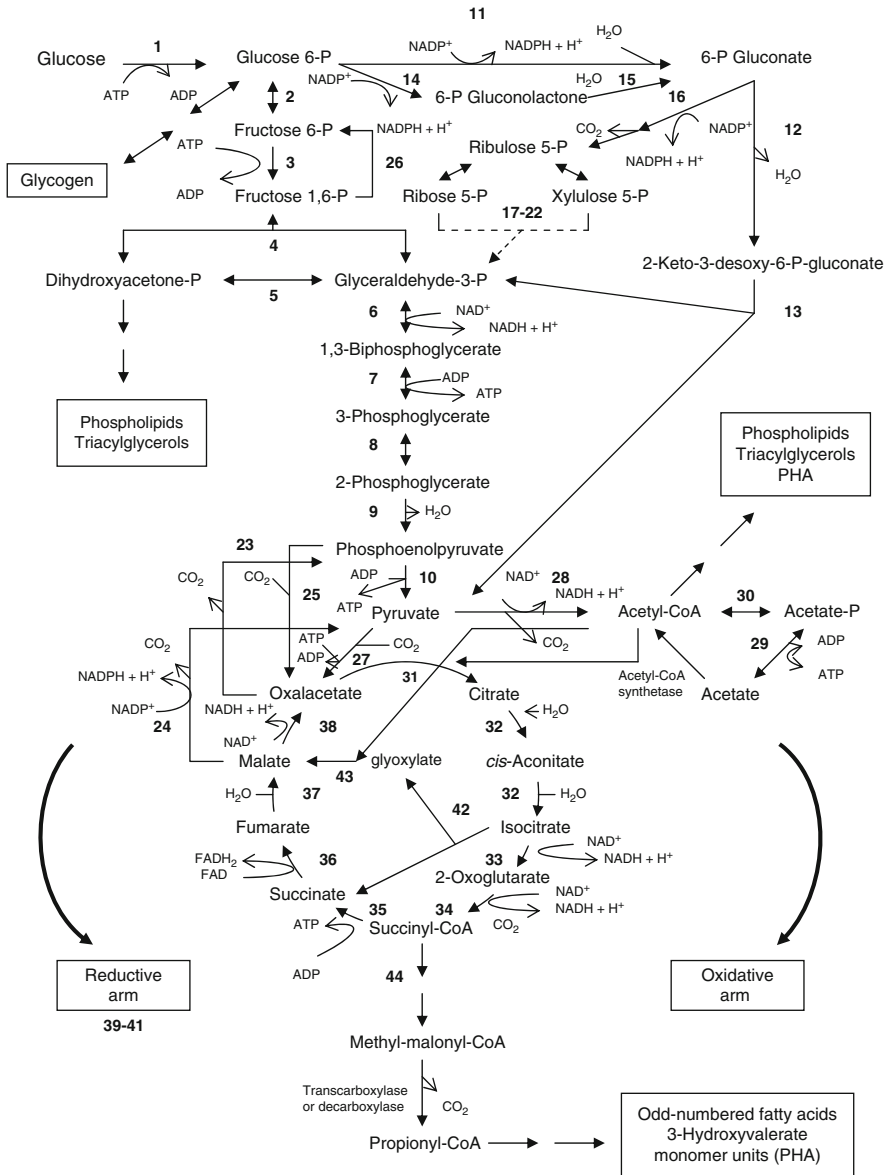 11
Glucose
1
ATP
ADP
Glucose 6-P
NADP⁺
NADPH + H⁺
H₂O
6-P Gluconate
NADP⁺
14
6-P Gluconolactone
H₂O
15
2
16
CO₂
NADP⁺
NADPH + H⁺
12
H₂O
Fructose 6-P
NADPH + H⁺
Ribulose 5-P
ATP
ADP
3
26
Glycogen
Fructose 1,6-P
Ribose 5-P
Xylulose 5-P
17-22
4
2-Keto-3-desoxy-6-P-gluconate
Dihydroxyacetone-P
5
Glyceraldehyde-3-P
13
6
NAD⁺
NADH + H⁺
1,3-Biphosphoglycerate
7
ADP
ATP
3-Phosphoglycerate
Phospholipids
Triacylglycerols
8
Phospholipids
Triacylglycerols
PHA
2-Phosphoglycerate
9
H₂O
23
Phosphoenolpyruvate
CO₂
CO₂
25
ADP
10
ATP
NAD⁺
28
NADH + H⁺
Pyruvate
CO₂
Acetyl-CoA
30
Acetate-P
29
ADP
ATP
Acetyl-CoA
synthetase
Acetate
CO₂
NADPH + H⁺
NADP⁺
24
ATP
ADP
CO₂
27
31
Oxalacetate
Citrate
NADH + H⁺
NAD⁺
38
32
H₂O
Malate
43
glyoxylate
cis-Aconitate
H₂O
37
32
H₂O
Fumarate
42
Isocitrate
FADH₂
FAD
36
33
NAD⁺
NADH + H⁺
2-Oxoglutarate
Succinate
35
34
NAD⁺
NADH + H⁺
CO₂
ATP
ADP
Succinyl-CoA
Reductive
arm
39-41
44
Oxidative
arm
Methyl-malonyl-CoA
Transcarboxylase
or decarboxylase
CO₂
Propionyl-CoA
Odd-numbered fatty acids
3-Hydroxyvalerate
monomer units (PHA)